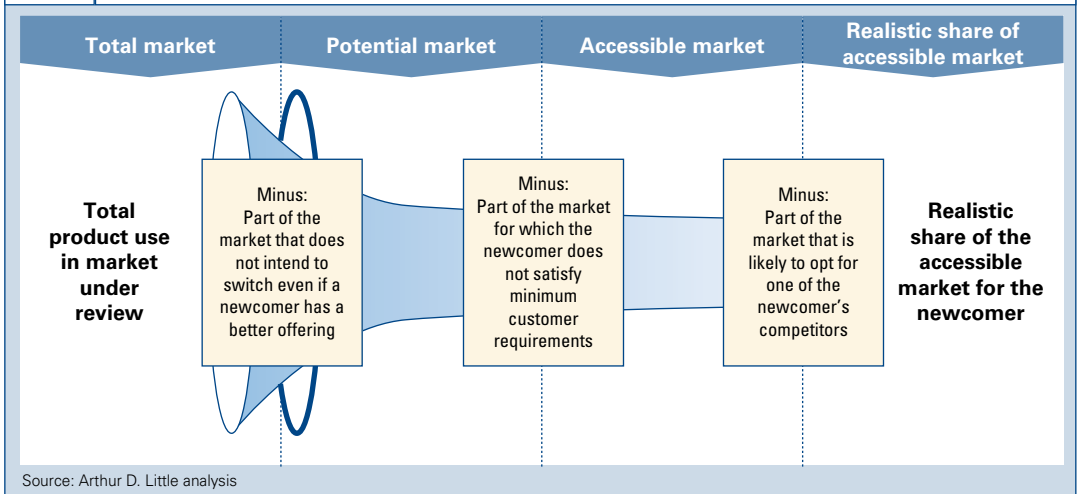 Total market
Potential market
Accessible market
Realistic share of
accessible market
Total
product use
in market
under
review
Minus:
Part of the
market that does
not intend to
switch even if a
newcomer has a
better offering
Minus:
Part of the market
for which the
newcomer does
not satisfy
minimum
customer
requirements
Minus:
Part of the
market that is
likely to opt for
one of the
newcomer's
competitors
Realistic
share of the
accessible
market for the
newcomer
Source: Arthur D. Little analysis